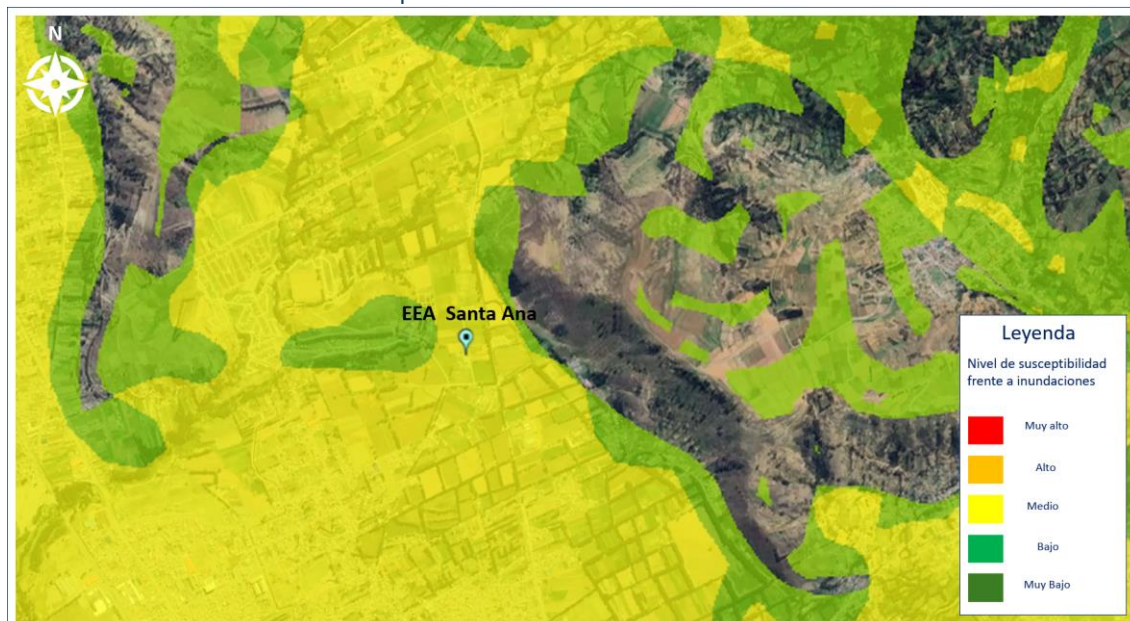 N
EEA Santa Ana
Leyenda
Nivel de susceptibilidad
frente a inundaciones
Muy alto
Alto
Medio
Bajo
Muy Bajo